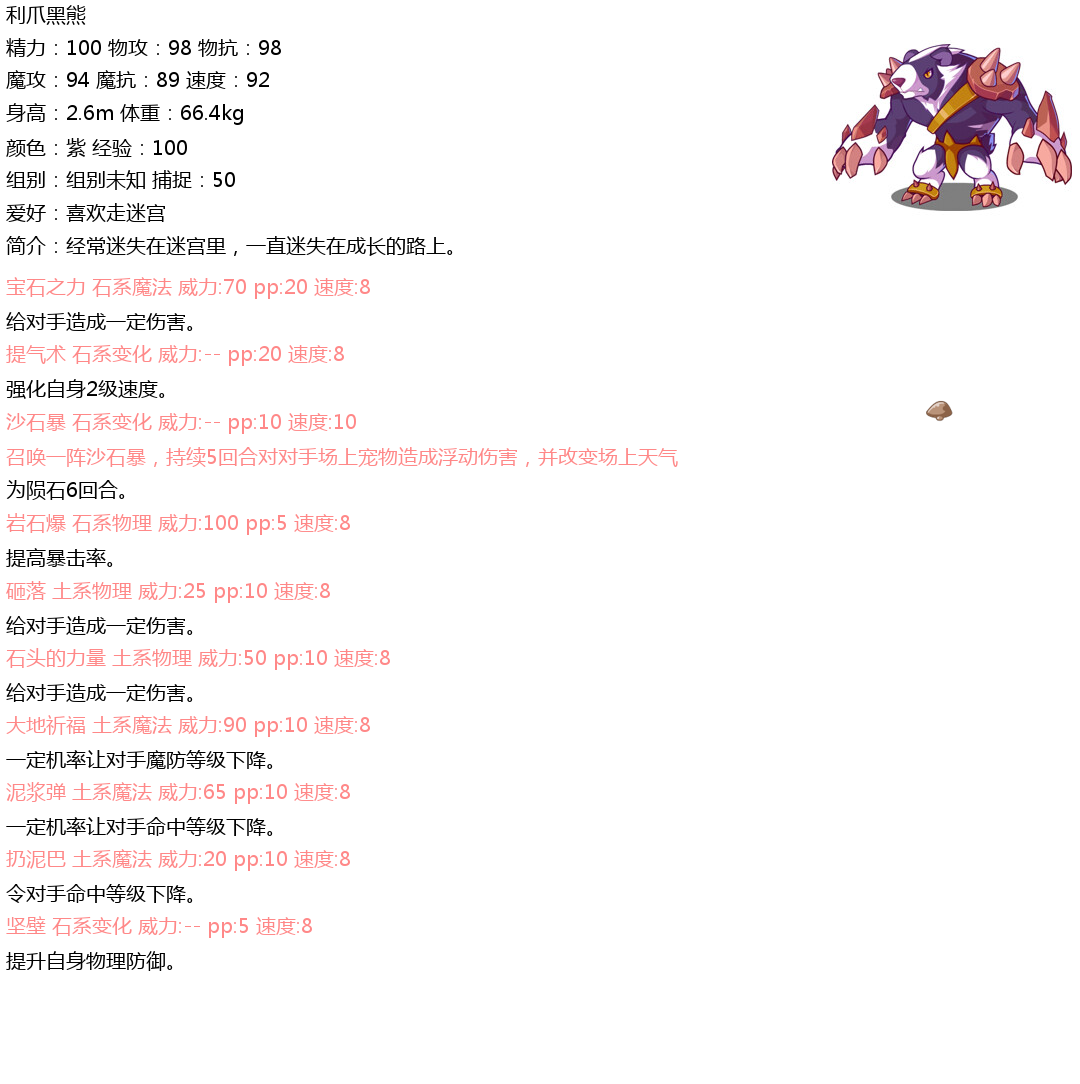 利爪黑熊
精力：100 物攻：98 物抗：98
魔攻：94 魔抗：89 速度：92
身高：2.6m 体重：66.4kg
颜色：紫 经验：100
组别：组别未知 捕捉：50
爱好：喜欢走迷宫
简介：经常迷失在迷宫里，一直迷失在成长的路上。
宝石之力 石系魔法 威力:70 pp:20 速度:8
给对手造成一定伤害。
提气术 石系变化 威力:-- pp:20 速度:8
强化自身2级速度。
沙石暴 石系变化 威力:-- pp:10 速度:10
召唤一阵沙石暴，持续5回合对对手场上宠物造成浮动伤害，并改变场上天气
为陨石6回合。
岩石爆 石系物理 威力:100 pp:5 速度:8
提高暴击率。
砸落 土系物理 威力:25 pp:10 速度:8
给对手造成一定伤害。
石头的力量 土系物理 威力:50 pp:10 速度:8
给对手造成一定伤害。
大地祈福 土系魔法 威力:90 pp:10 速度:8
一定机率让对手魔防等级下降。
泥浆弹 土系魔法 威力:65 pp:10 速度:8
一定机率让对手命中等级下降。
扔泥巴 土系魔法 威力:20 pp:10 速度:8
令对手命中等级下降。
坚壁 石系变化 威力:-- pp:5 速度:8
提升自身物理防御。